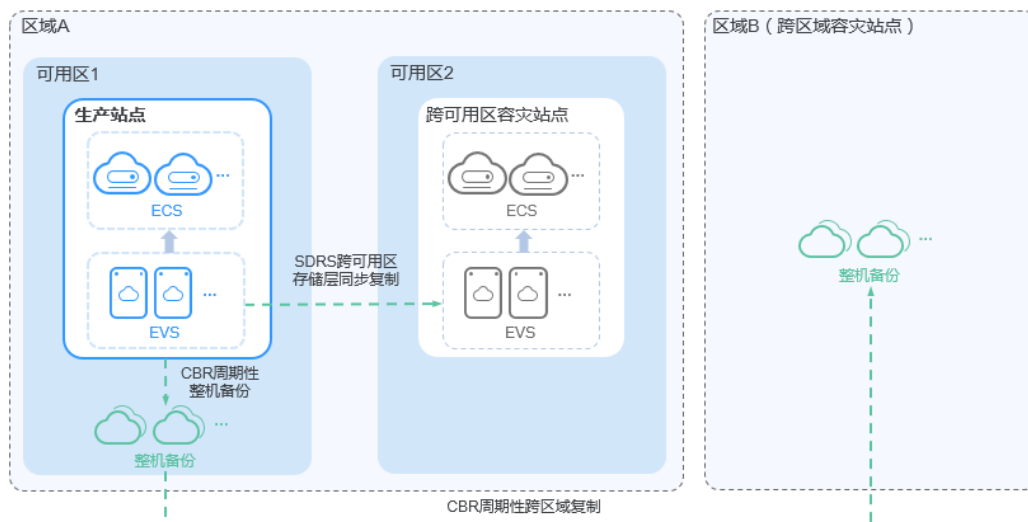 区域A
可用区1
生产站点
...
ECS
...
EVS
CBR周期性
整机备份
...
整机备份
SDRS跨可用区
存储层同步复制
可用区2
跨可用区容灾站点
...
ECS
...
EVS
CBR周期性跨区域复制
区域B（跨区域容灾站点）
...
整机备份